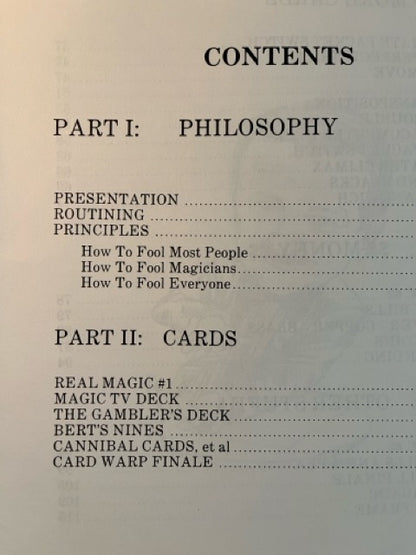 CONTENTS
PART I: PHILOSOPHY
PRESENTATION ...............................
ROUTINING ...............................
PRINCIPLES ...............................
How To Fool Most People ...............................
How To Fool Magicians...............................
How To Fool Everyone...............................
PART II: CARDS
REAL MAGIC #1 ...............................
MAGIC TV DECK ...............................
THE GAMBLER'S DECK ...............................
BERT'S NINES ...............................
CANNIBAL CARDS, et al ...............................
CARD WARP FINALE ...............................